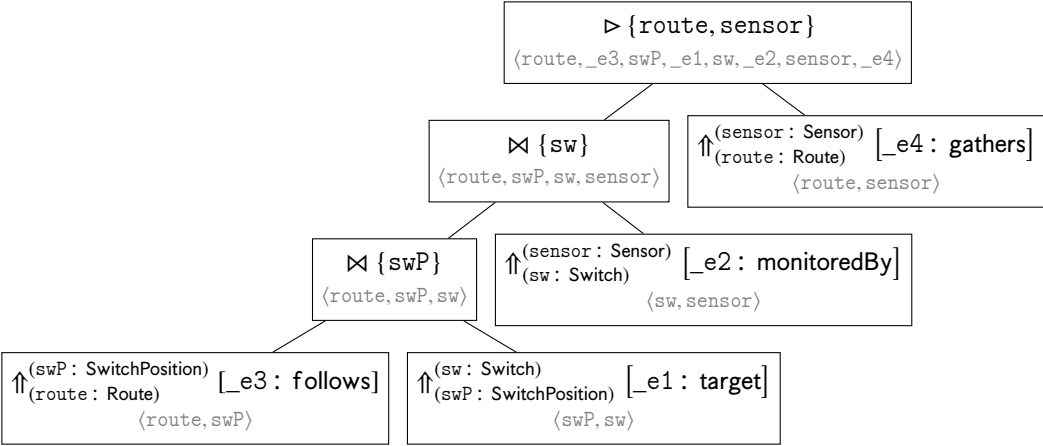 ▷ {route, sensor}
⟨route, _e3, swP, _e1, sw, _e2, sensor, _e4⟩
⋈ {sw}
⟨route, swP, sw, sensor⟩
⇑(sensor: Sensor)(route: Route) [_e4: gathers]
⟨route, sensor⟩
⋈ {swP}
⟨route, swP, sw⟩
⇑(sensor: Sensor)(sw: Switch) [_e2: monitoredBy]
⟨sw, sensor⟩
⇑(swP: SwitchPosition)(route: Route) [_e3: follows]
⟨route, swP⟩
⇑(sw: Switch)(swP: SwitchPosition) [_e1: target]
⟨swP, sw⟩